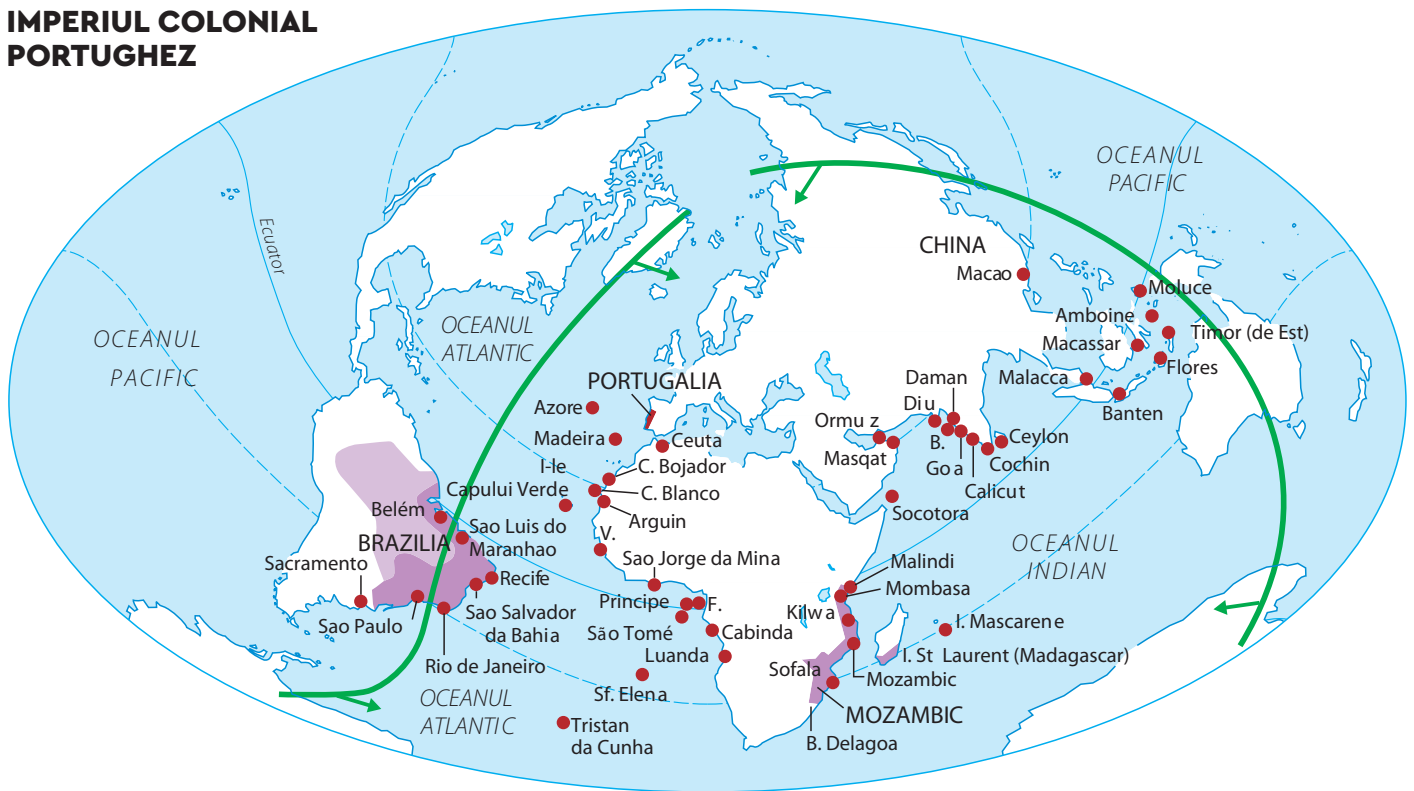 IMPERIUL COLONIAL
PORTUGHEZ
OCEANUL
PACIFIC
Ecuator
OCEANUL
ATLANTIC
OCEANUL
PACIFIC
CHINA
Macao
Moluce
Amboine
Timor (de Est)
Macassar
Flores
Malacca
Banten
PORTUGALIA
Azore
Madeira
Ceuta
I-le
Capului Verde
C. Bojador
C. Blanco
Arguin
V.
Sao Jorge da Mina
Principe
F.
São Tomé
Cabinda
Luanda
Sf. Elena
Tristan
da Cunha
Daman
Diu
Ormuz
Masqat
B.
Goa
Calicut
Cochin
Ceylon
Socotora
OCEANUL
INDIAN
Malindi
Mombasa
Kilwa
I. Mascarene
I. St Laurent (Madagascar)
Sofala
Mozambic
MOZAMBIC
B. Delagoa
Belém
BRAZILIA
Sao Luis do
Maranhao
Recife
Sacramento
Sao Paulo
Sao Salvador
da Bahia
Rio de Janeiro
OCEANUL
ATLANTIC